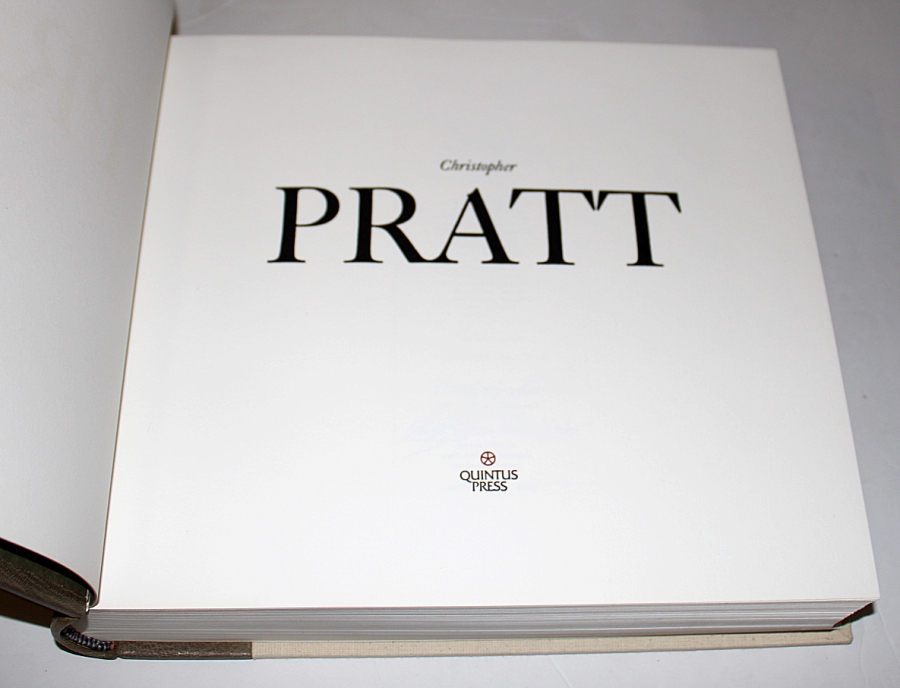 Christopher
PRATT
QUINTUS
PRESS